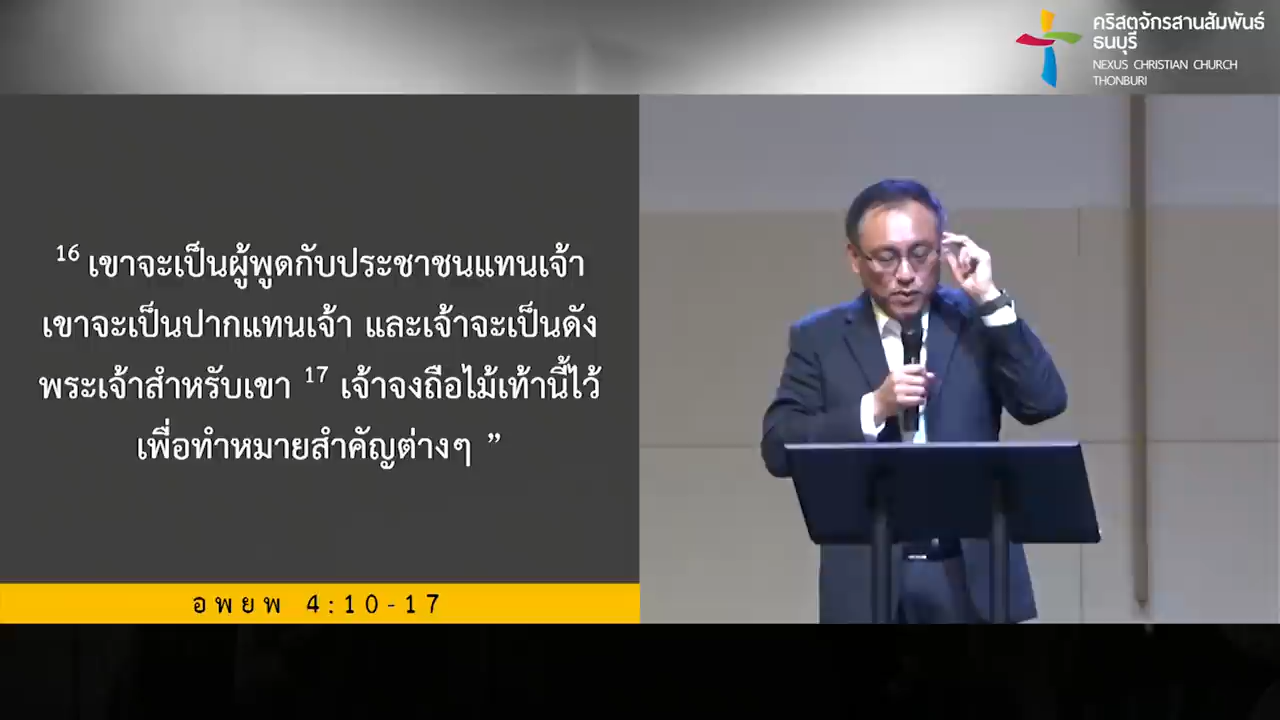 คริสตจักรสานสัมพันธ์
ธนบุรี
NEXUS CHRISTIAN CHURCH
THONBURI
16 เขาจะเป็นผู้พูดกับประชาชนแทนเจ้า
เขาจะเป็นปากแทนเจ้า และเจ้าจะเป็นดัง
พระเจ้าสำหรับเขา 17 เจ้าจงถือไม้เท้านี้ไว้
เพื่อทำหมายสำคัญต่างๆ ”
อพยพ 4:10-17